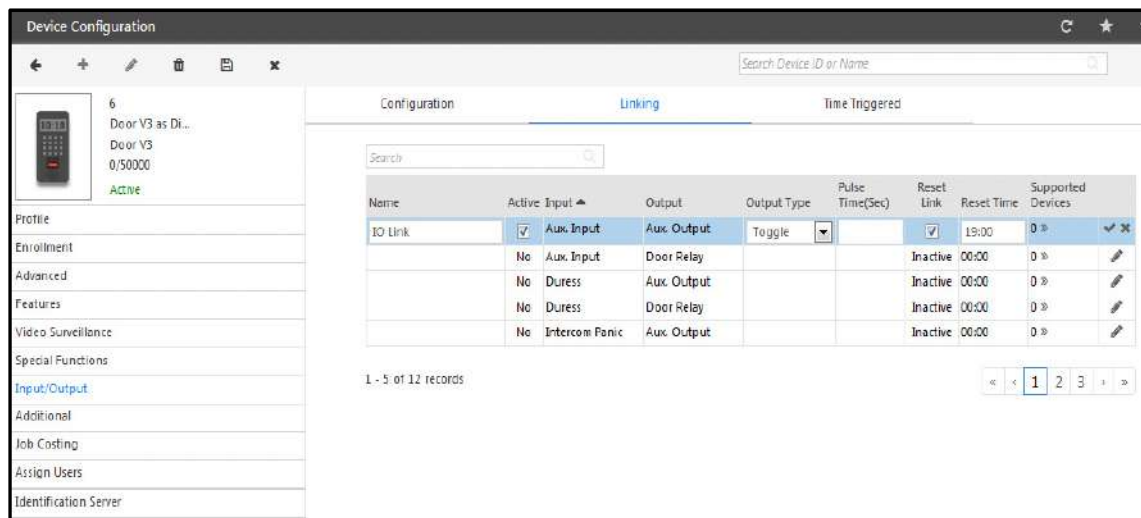 Device Configuration
Search Device ID or Name
6
Door V3 as Di...
Door V3
0/50000
Active
Profile
Enrollment
Advanced
Features
Video Surveillance
Special Functions
Input/Output
Additional
Job Costing
Assign Users
Identification Server
Configuration Linking Time Triggered
Search
Name Active Input Output Output Type Pulse Time(Sec) Reset Link Reset Time Supported Devices
IO Link Aux. Input Aux. Output Toggle 19:00 0 »
No Aux. Input Door Relay Inactive 00:00 0 »
No Duress Aux. Output Inactive 00:00 0 »
No Duress Door Relay Inactive 00:00 0 »
No Intercom Panic Aux. Output Inactive 00:00 0 »
1 - 5 of 12 records « ‹ 1 2 3 › »